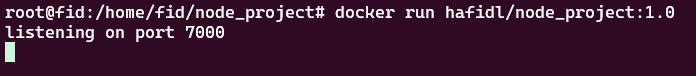 root@fid:/home/fid/node_project# docker run hafidl/node_project:1.0
listening on port 7000